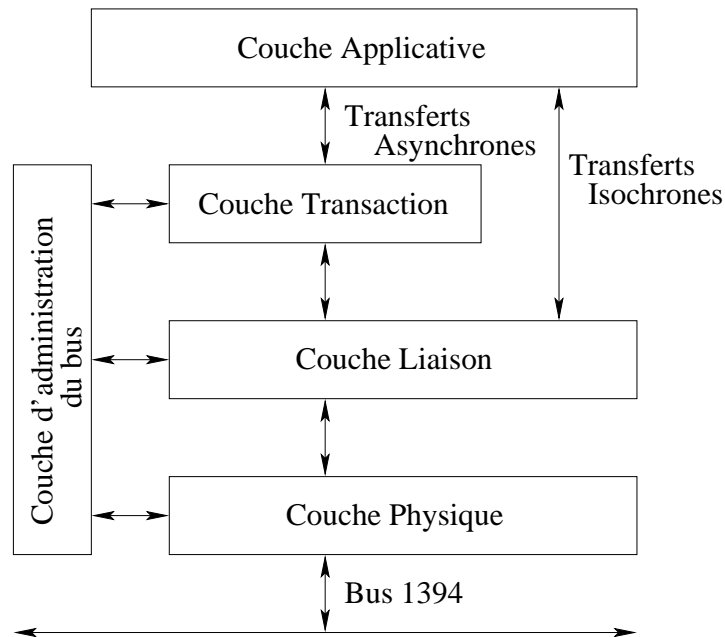 Couche Applicative
Transferts
Asynchrones
Transferts
Isochrones
Couche Transaction
Couche d'administration
du bus
Couche Liaison
Couche Physique
Bus 1394